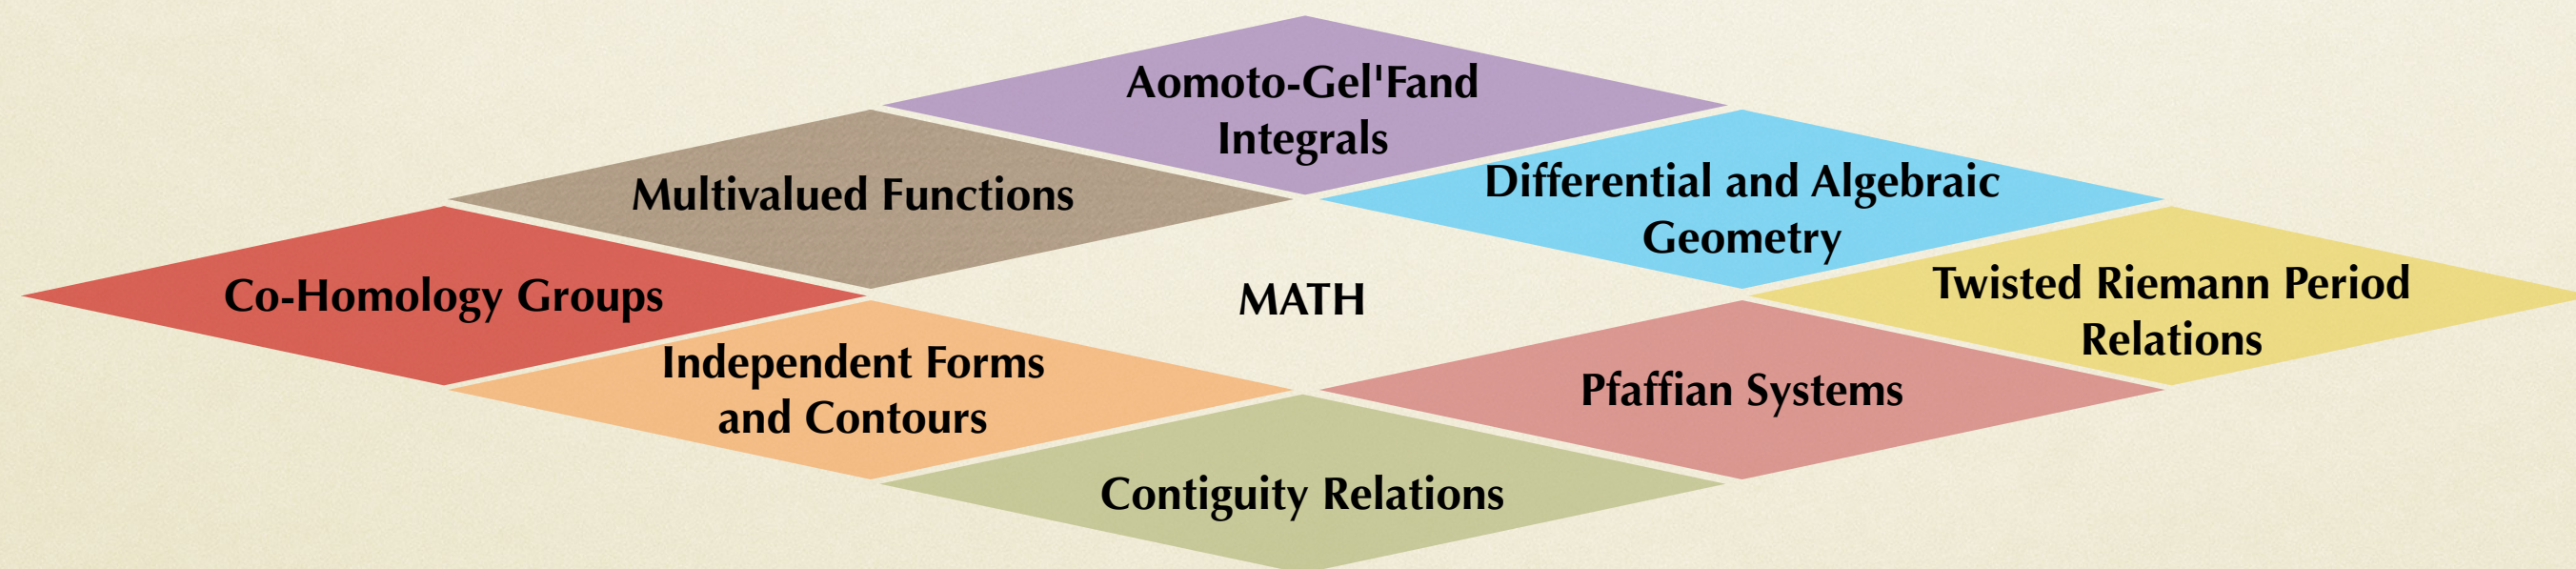 Aomoto-Gel'Fand
Integrals
Multivalued Functions
Differential and Algebraic
Geometry
Co-Homology Groups
MATH
Twisted Riemann Period
Relations
Independent Forms
and Contours
Pfaffian Systems
Contiguity Relations